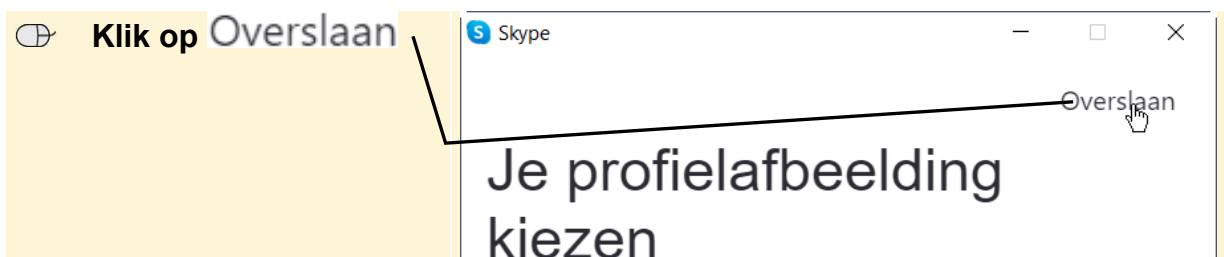 Klik op Overslaan
Skype
Overslaan
Je profielafbeelding
kiezen